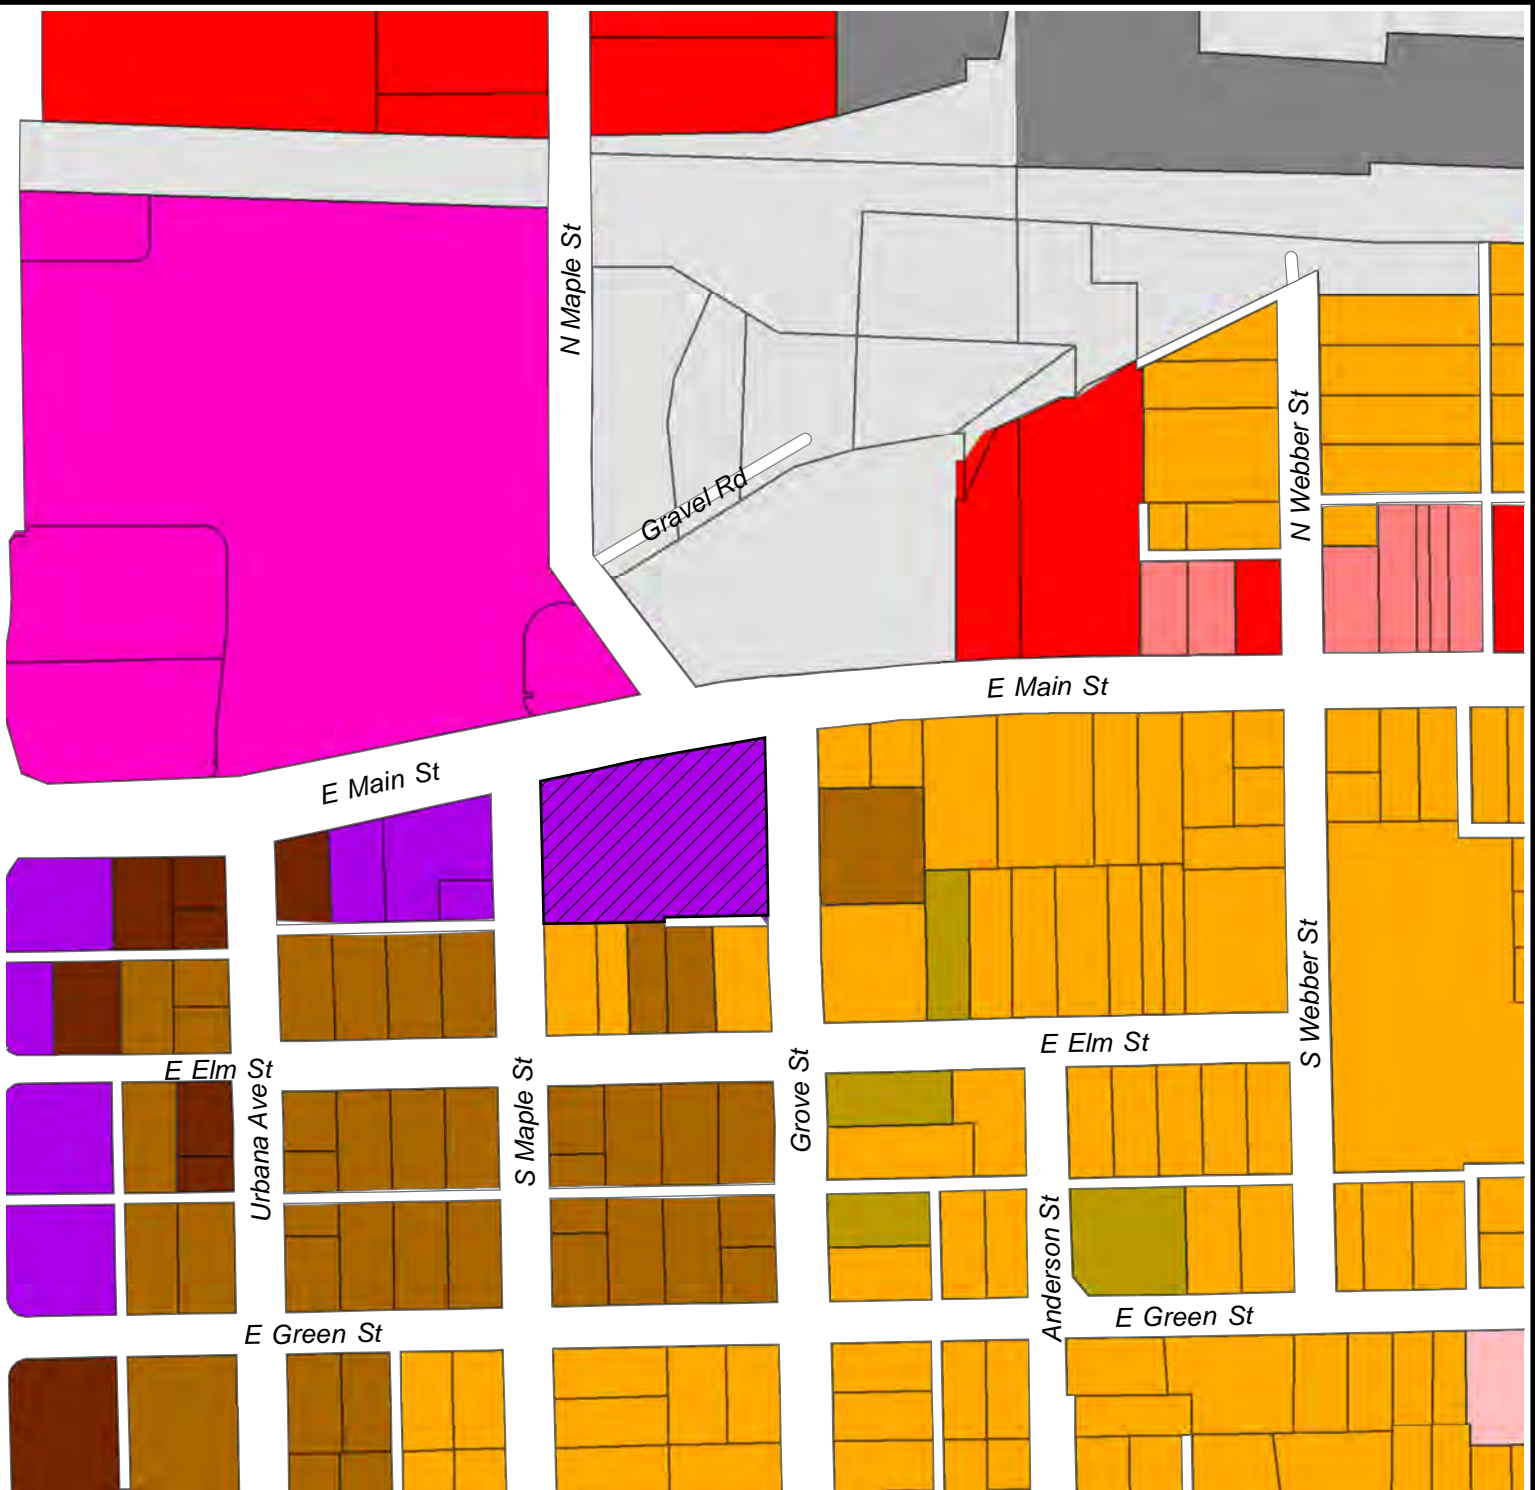 N Maple St
N Webber St
Gravel Rd
E Main St
E Main St
S Webber St
E Elm St
E Elm St
Urbana Ave
S Maple St
Grove St
Anderson St
E Green St
E Green St